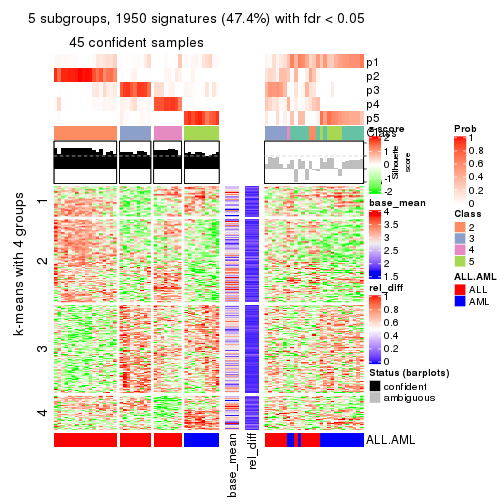 5 subgroups, 1950 signatures (47.4%) with fdr < 0.05
45 confident samples
p1
p2
p3
p4
p5
Class
z-score
2
1
0
-1
-2
Silhouette
score
k-means with 4 groups
1
2
3
4
base_mean
4
3.5
3
2.5
2
1.5
rel_diff
1
0.8
0.6
0.4
0.2
0
Status (barplots)
confident
ambiguous
Prob
1
0.8
0.6
0.4
0.2
0
Class
2
3
4
5
ALL.AML
ALL
AML
ALL.AML
base_mean
rel_diff